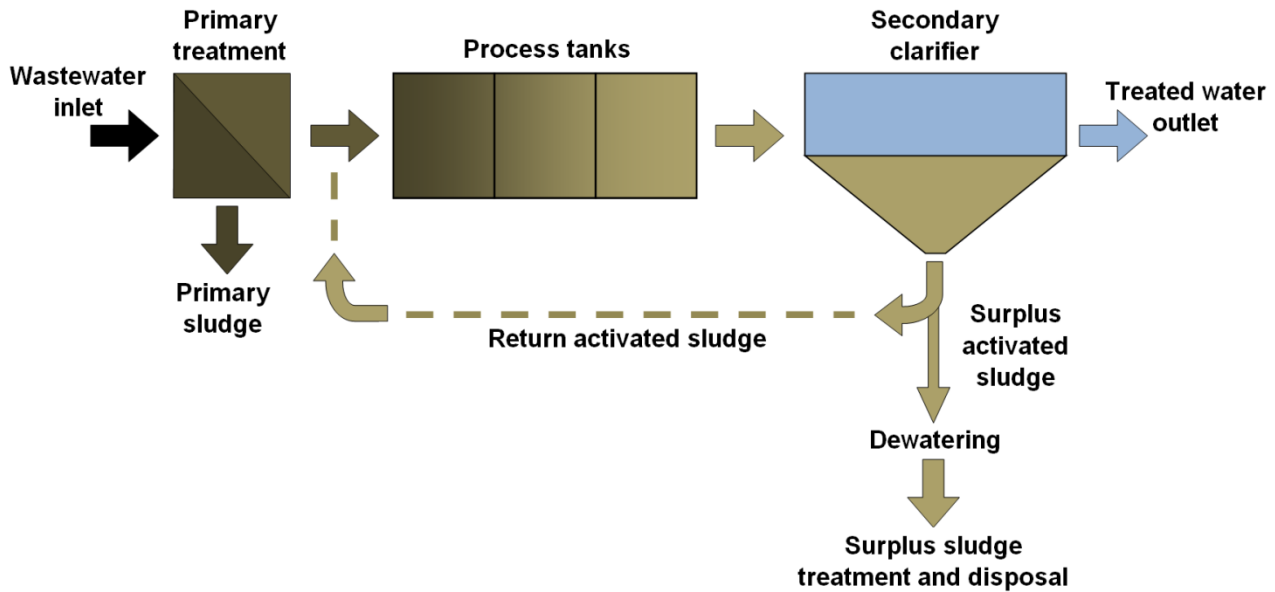 Primary
treatment
Process tanks
Secondary
clarifier
Wastewater
inlet
Treated water
outlet
Primary
sludge
Return activated sludge
Surplus
activated
sludge
Dewatering
Surplus sludge
treatment and disposal